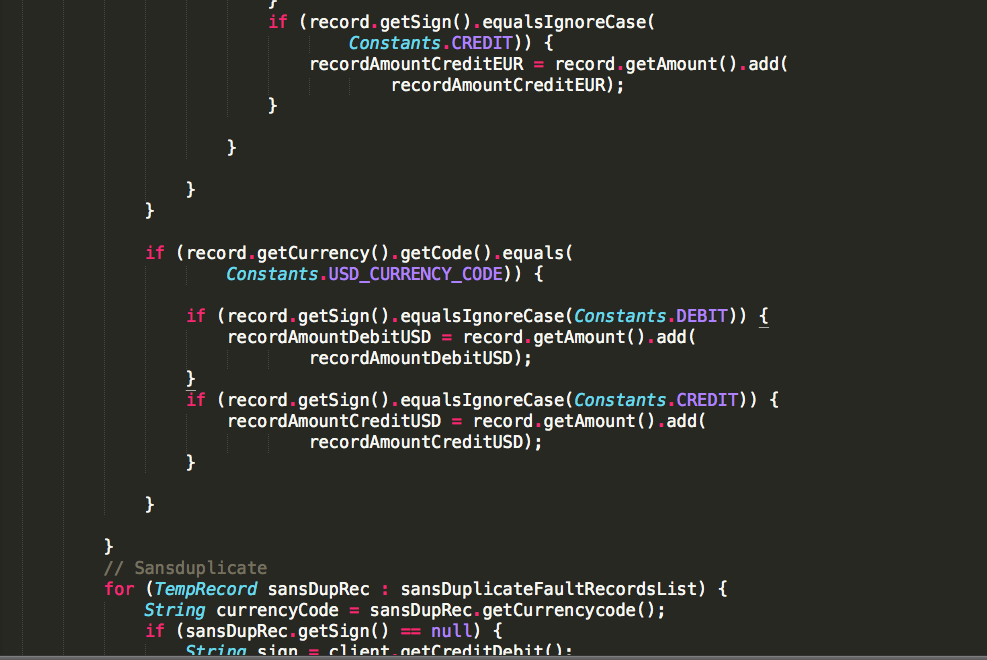 }
if (record.getSign().equalsIgnoreCase(
Constants.CREDIT)) {
recordAmountCreditEUR = record.getAmount().add(
recordAmountCreditEUR);
}
}
}
}
if (record.getCurrency().getCode().equals(
Constants.USD_CURRENCY_CODE)) {
if (record.getSign().equalsIgnoreCase(Constants.DEBIT)) {
recordAmountDebitUSD = record.getAmount().add(
recordAmountDebitUSD);
}
if (record.getSign().equalsIgnoreCase(Constants.CREDIT)) {
recordAmountCreditUSD = record.getAmount().add(
recordAmountCreditUSD);
}
}
}
// Sansduplicate
for (TempRecord sansDupRec : sansDuplicateFaultRecordsList) {
String currencyCode = sansDupRec.getCurrencycode();
if (sansDupRec.getSign() == null) {
String sign = client.getCreditDebit();